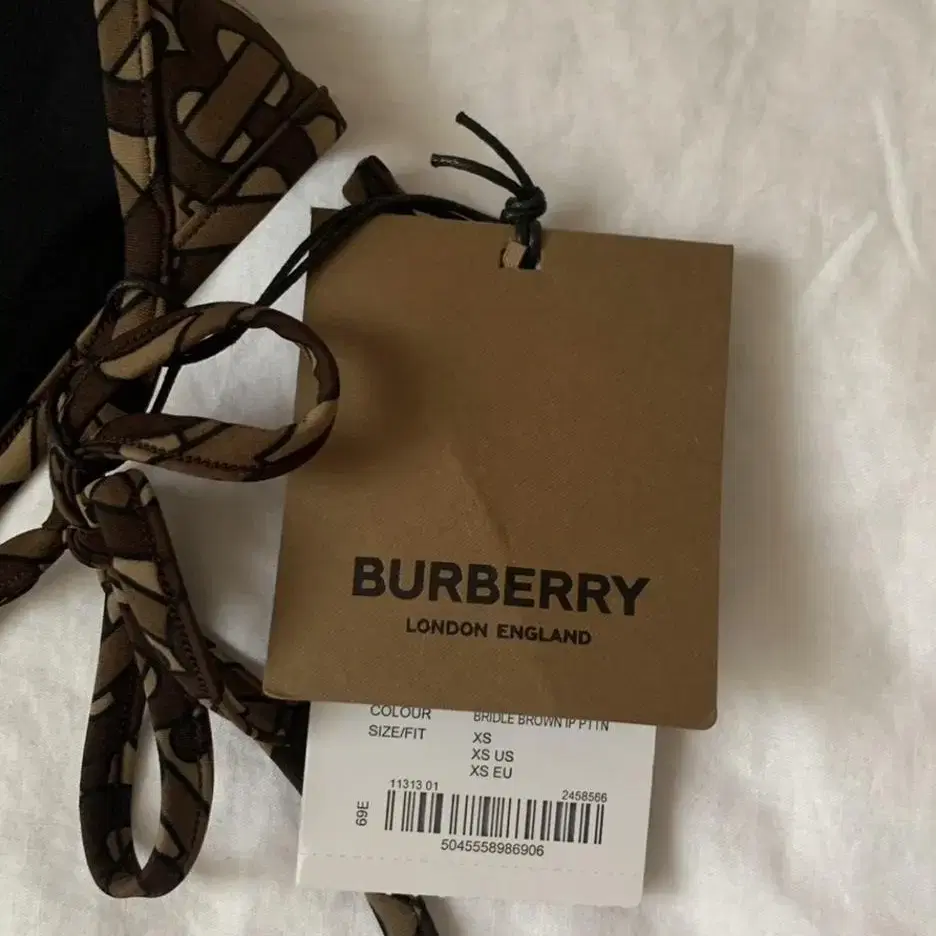 BURBERRY
LONDON ENGLAND
COLOUR BRIDLE BROWN IP PTTN
SIZE/FIT XS
XS US
XS EU
11313 01 2458566
69E
5045558986906